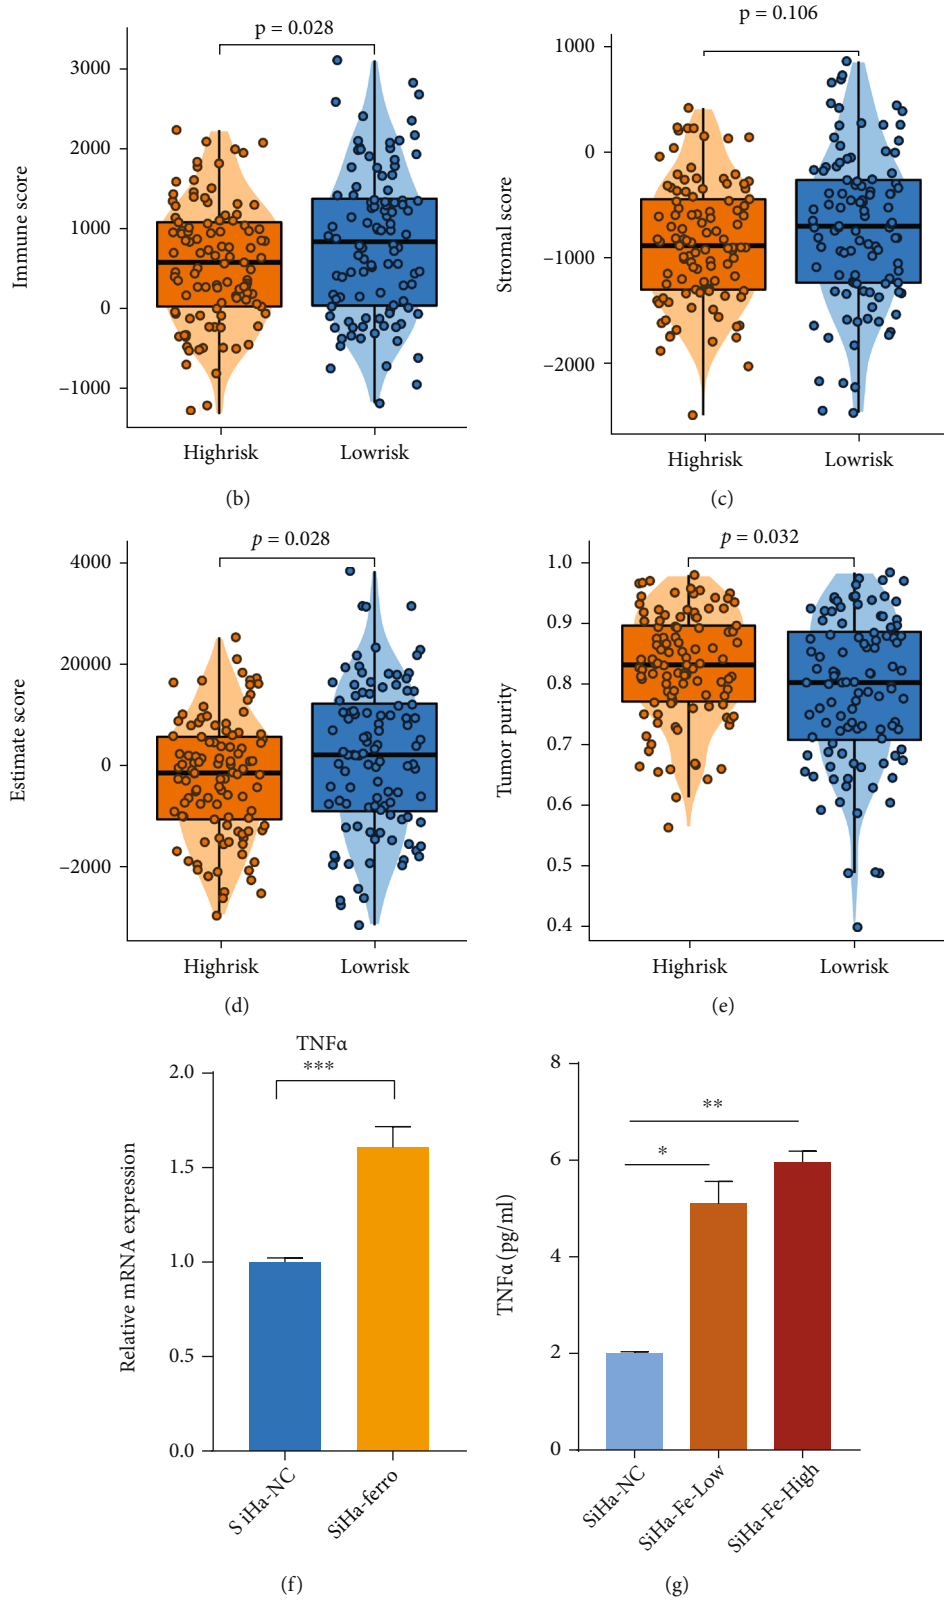 p = 0.028
Immune score
3000
2000
1000
0
−1000
Highrisk
Lowrisk
(b)
p = 0.106
Stromal score
1000
0
−1000
−2000
Highrisk
Lowrisk
(c)
p = 0.028
Estimate score
4000
20000
0
−2000
Highrisk
Lowrisk
(d)
p = 0.032
Tumor purity
1.0
0.9
0.8
0.7
0.6
0.5
0.4
Highrisk
Lowrisk
(e)
TNFα
***
Relative mRNA expression
2.0
1.5
1.0
0.5
0.0
S iHa-NC
SiHa-ferro
(f)
TNFα (pg/ml)
8
6
4
2
0
**
*
SiHa-NC
SiHa-Fe-Low
SiHa-Fe-High
(g)